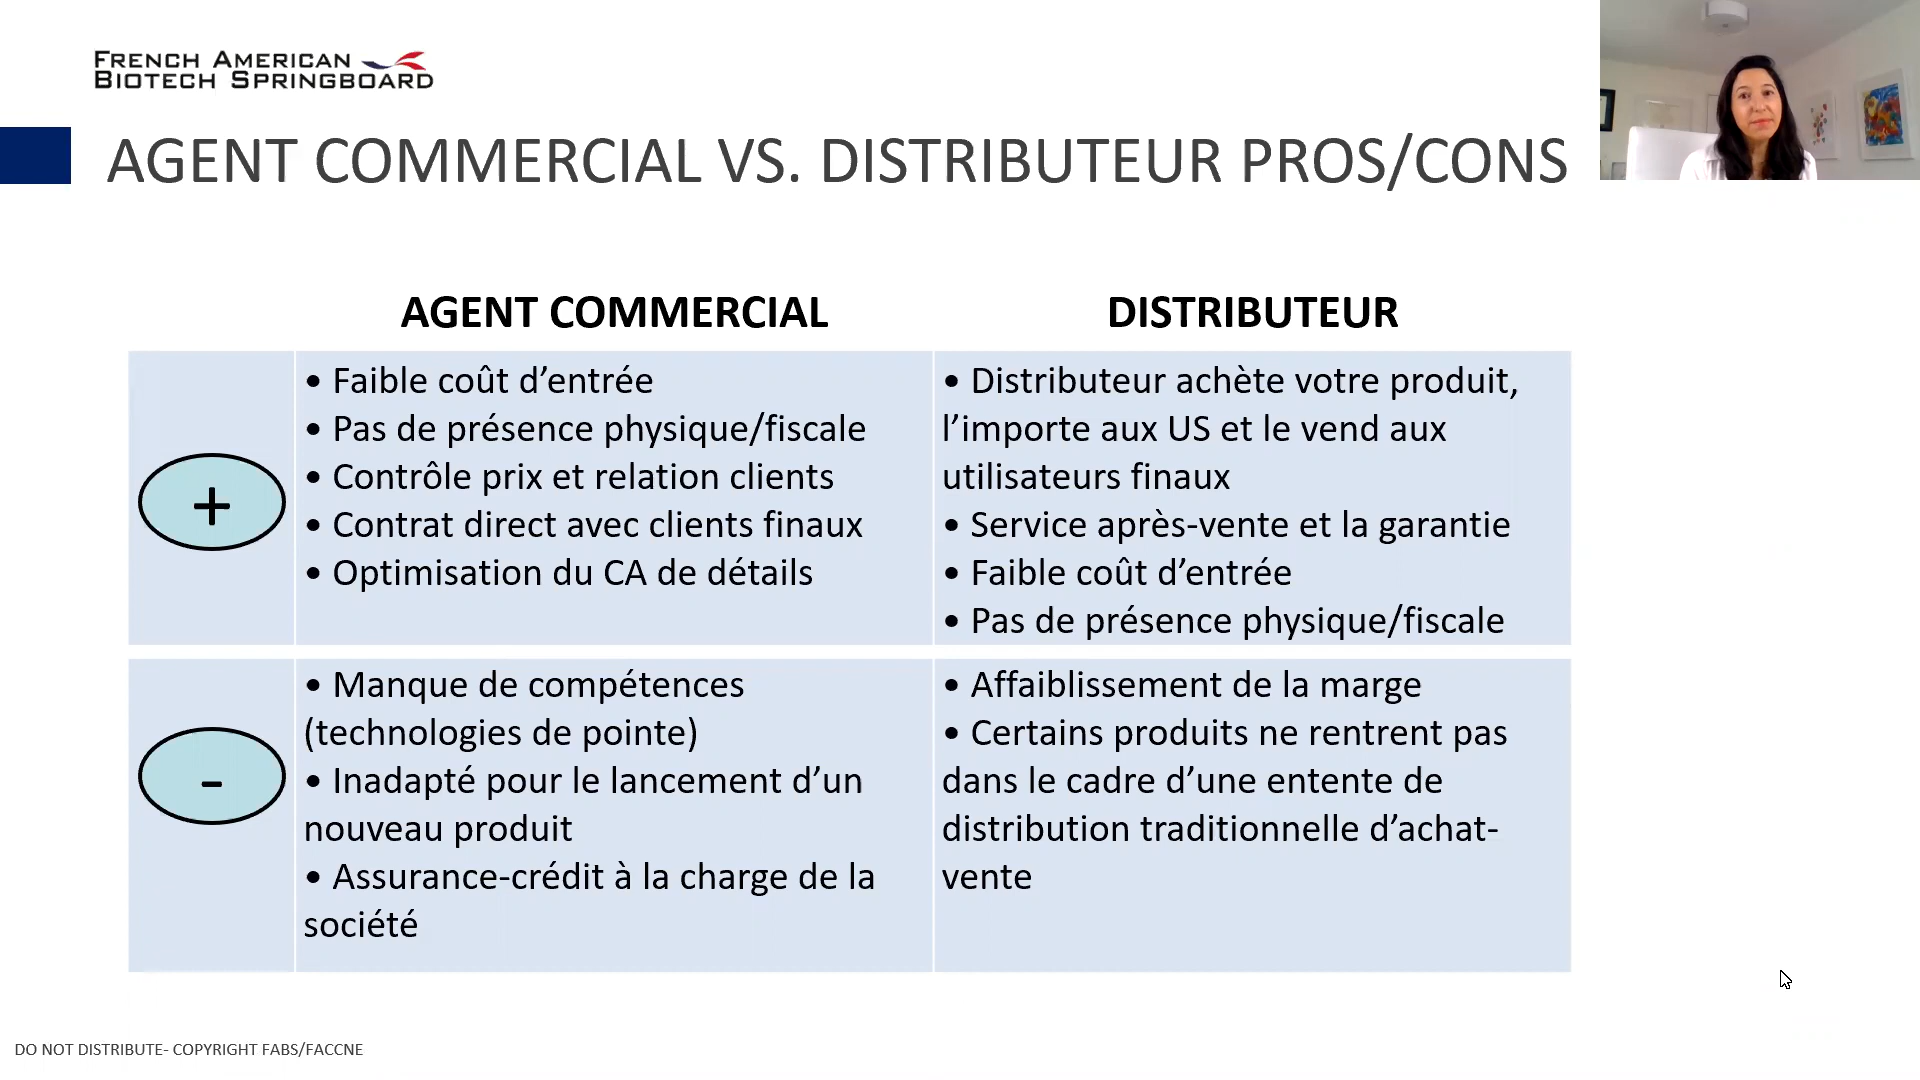 FRENCH AMERICAN
BIOTECH SPRINGBOARD
AGENT COMMERCIAL VS. DISTRIBUTEUR PROS/CONS
AGENT COMMERCIAL
DISTRIBUTEUR
+
• Faible coût d’entrée
• Pas de présence physique/fiscale
• Contrôle prix et relation clients
• Contrat direct avec clients finaux
• Optimisation du CA de détails
• Distributeur achète votre produit,
l’importe aux US et le vend aux
utilisateurs finaux
• Service après-vente et la garantie
• Faible coût d’entrée
• Pas de présence physique/fiscale
-
• Manque de compétences
(technologies de pointe)
• Inadapté pour le lancement d’un
nouveau produit
• Assurance-crédit à la charge de la
société
• Affaiblissement de la marge
• Certains produits ne rentrent pas
dans le cadre d’une entente de
distribution traditionnelle d’achat-
vente
DO NOT DISTRIBUTE- COPYRIGHT FABS/FACCNE